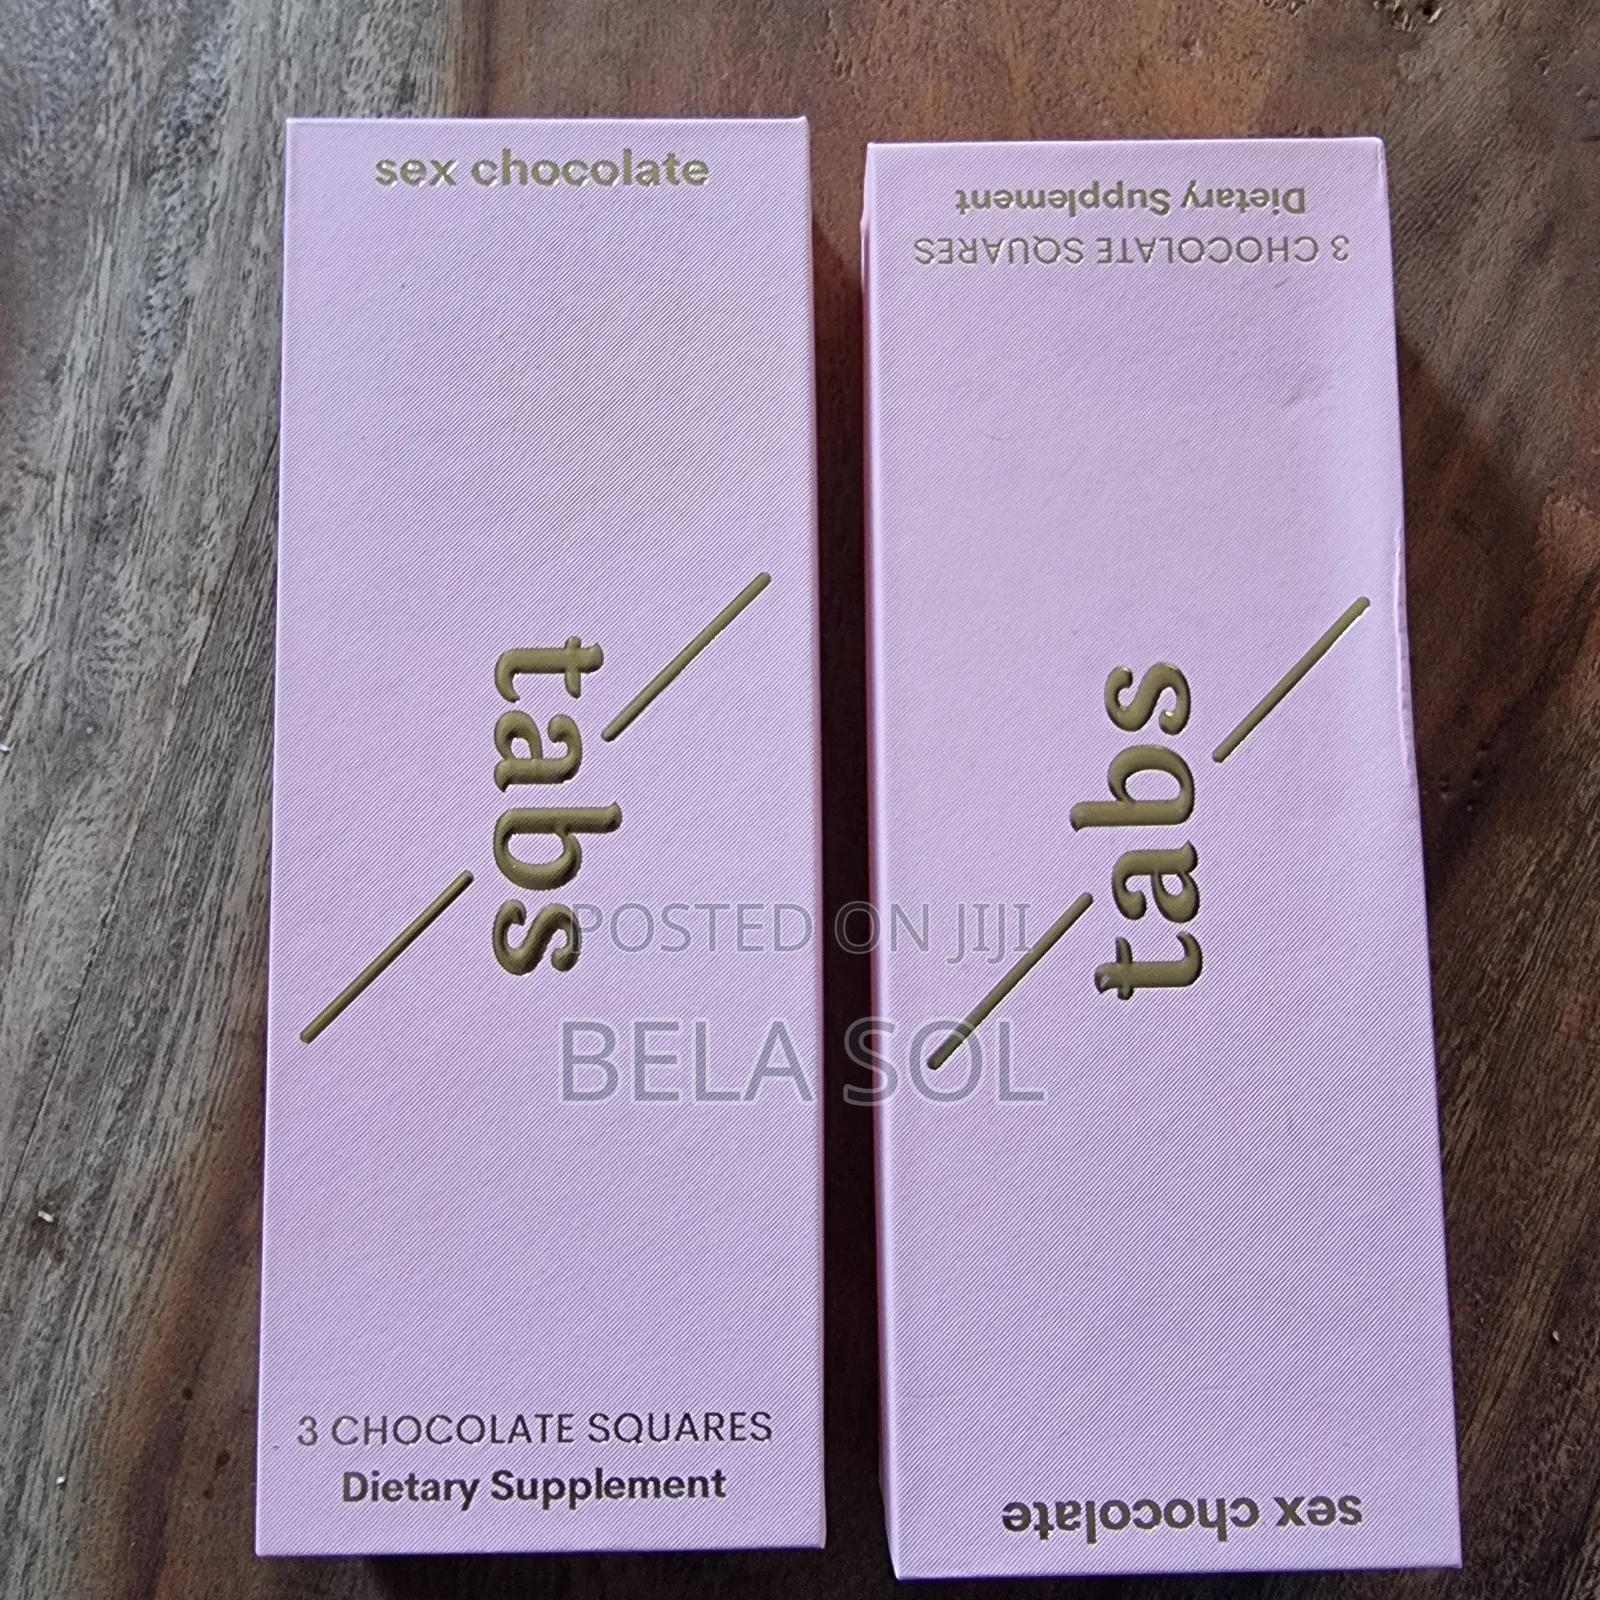 sex chocolate
tabs
3 CHOCOLATE SQUARES
Dietary Supplement
sex chocolate
tabs
3 CHOCOLATE SQUARES
Dietary Supplement
POSTED ON JIJI
BELA SOL